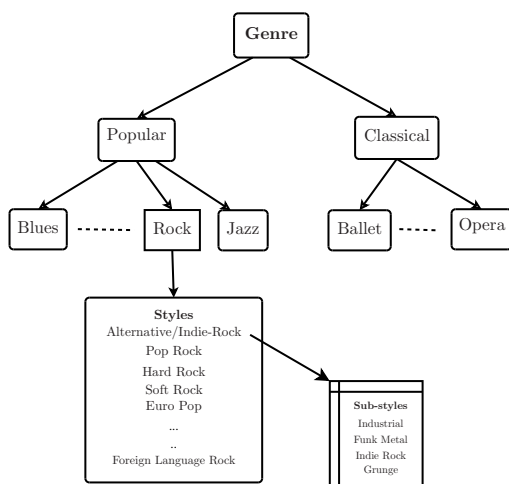 Genre
Popular
Classical
Blues
Rock
Jazz
Ballet
Opera
Styles
Alternative/Indie-Rock
Pop Rock
Hard Rock
Soft Rock
Euro Pop
...
..
Foreign Language Rock
Sub-styles
Industrial
Funk Metal
Indie Rock
Grunge